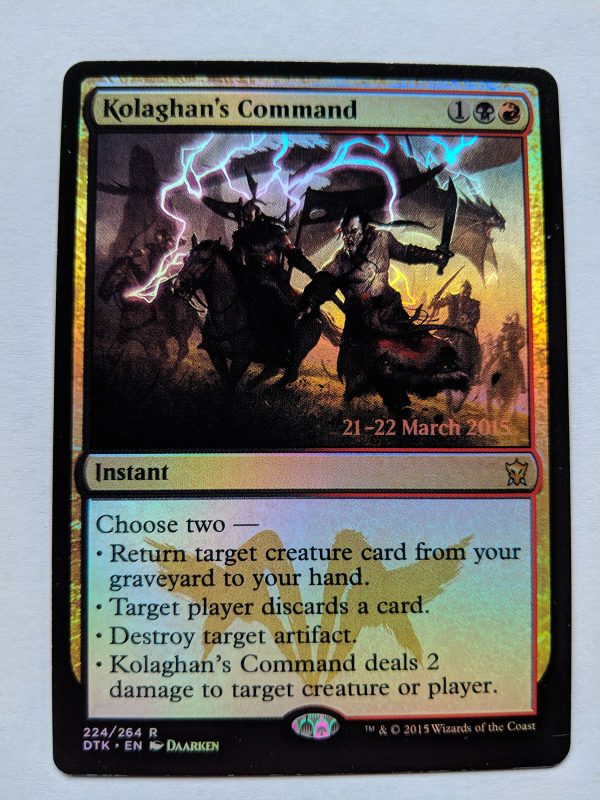 Kolaghan's Command 1
21-22 March 2015
Instant
Choose two —
• Return target creature card from your
graveyard to your hand.
• Target player discards a card.
• Destroy target artifact.
• Kolaghan's Command deals 2
damage to target creature or player.
224/264 R
DTK • EN DAARKEN
™ & © 2015 Wizards of the Coast